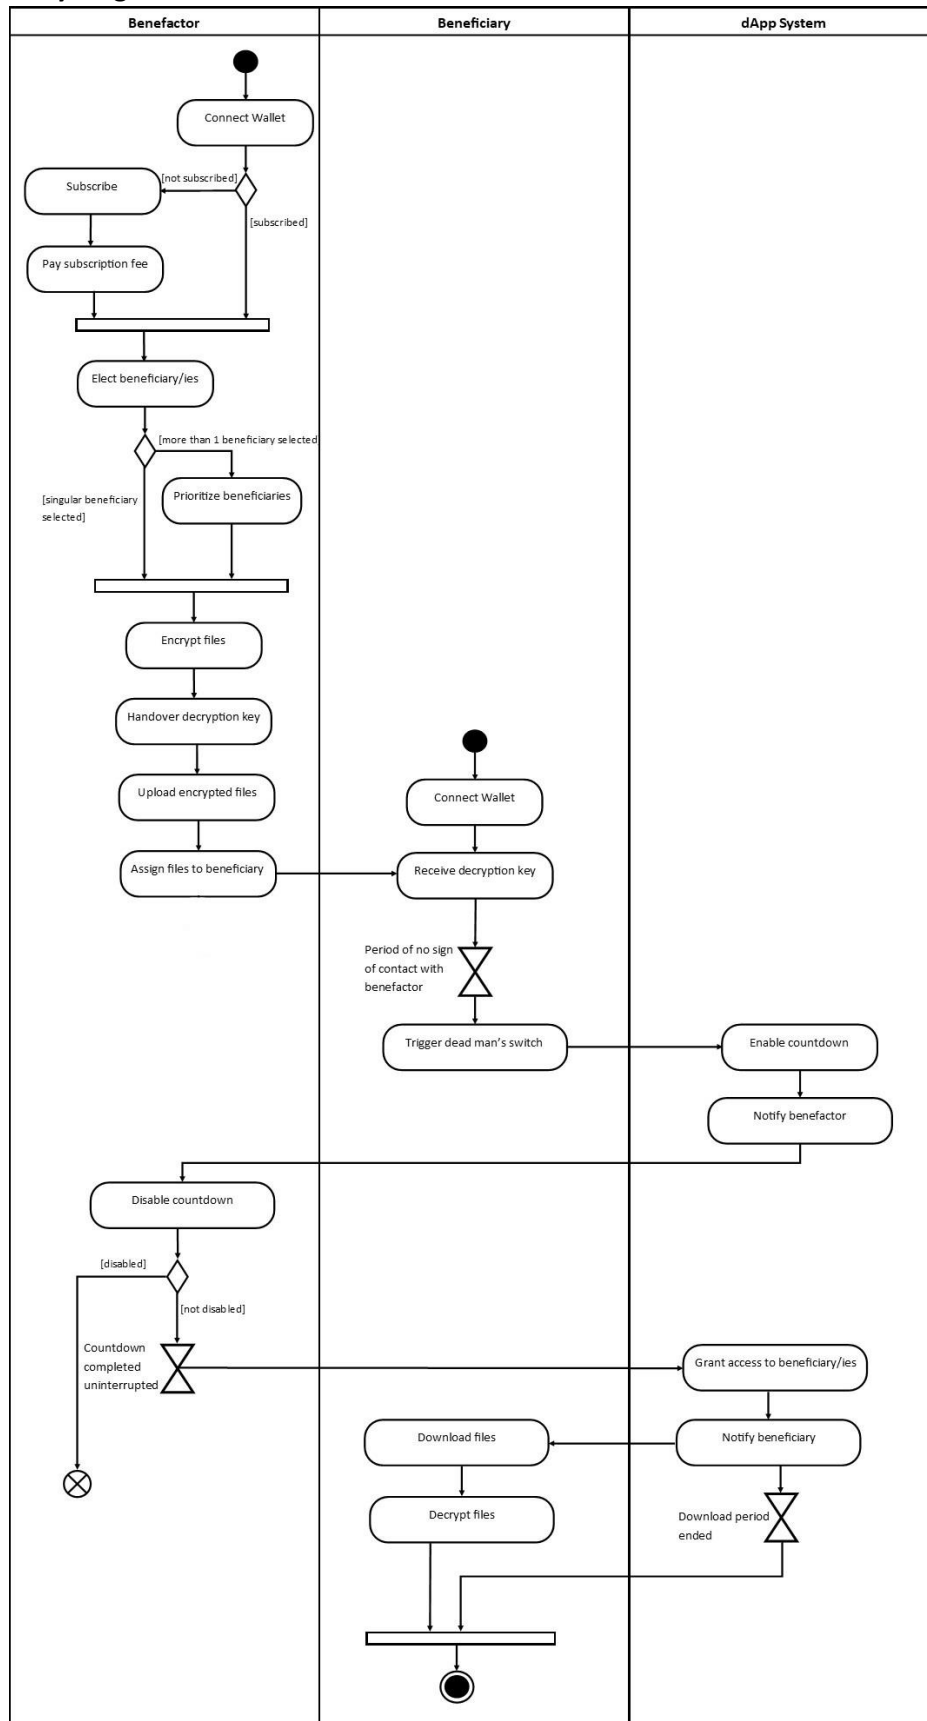 Benefactor
Beneficiary
dApp System
Connect Wallet
[not subscribed]
Subscribe
[subscribed]
Pay subscription fee
Elect beneficiary/ies
[more than 1 beneficiary selected
[singular beneficiary
selected]
Prioritize beneficiaries
Encrypt files
Handover decryption key
Upload encrypted files
Connect Wallet
Assign files to beneficiary
Receive decryption key
Period of no sign
of contact with
benefactor
Trigger dead man's switch
Enable countdown
Notify benefactor
Disable countdown
[disabled]
[not disabled]
Countdown
completed
uninterrupted
Grant access to beneficiary/ies
Download files
Notify beneficiary
Decrypt files
Download period
ended